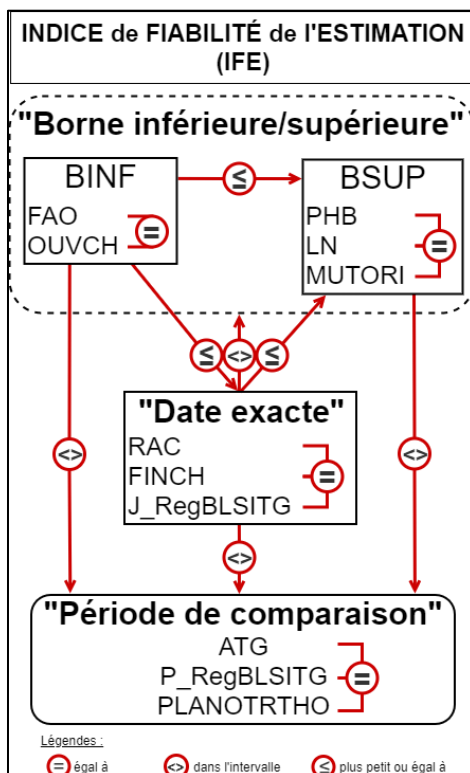 INDICE de FIABILITÉ de l'ESTIMATION
(IFE)
"Borne inférieure/supérieure"
BINF
≤
BSUP
FAO
OUVCH
=
PHB
LN
MUTORI
=
≤
<>
≤
<>
<>
"Date exacte"
RAC
FINCH
J_RegBLSITG
=
<>
"Période de comparaison"
ATG
P_RegBLSITG
PLANOTRTHO
=
Légendes :
= égal à <> dans l'intervalle ≤ plus petit ou égal à